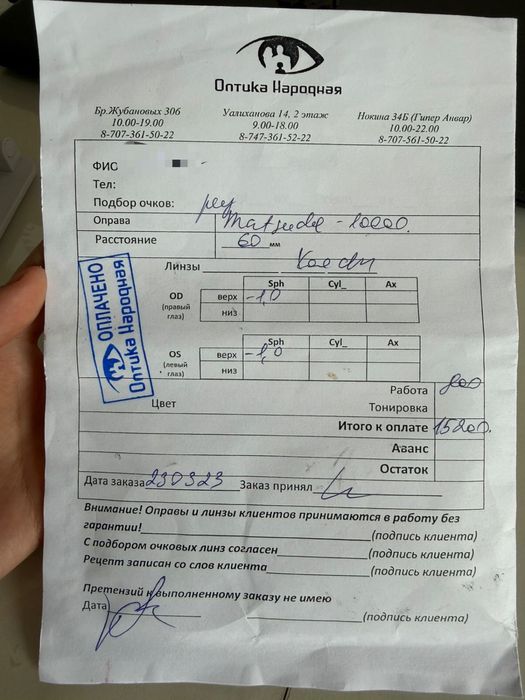 Оптика Народная
Бр.Жубановых 306 Уалиханова 14, 2 этаж Нокина 34Б (Гипер Анвар)
10.00-19.00 9.00-18.00 10.00-22.00
8-707-361-50-22 8-747-361-52-22 8-707-561-50-22
ФИО
Тел:
Подбор очков:
Оправа Matsuda - 10000.
Расстояние 60 мм
Линзы
Sph Cyl_ Ax
OD верх -1,0
(правый глаз) низ
Sph Cyl_ Ax
OS верх -1,0
(левый глаз) низ
ОПЛАЧЕНО
Оптика Народная
Работа
Цвет Тонировка
Итого к оплате 15200.
Аванс
Остаток
Дата заказа 230323 Заказ принял
Внимание! Оправы и линзы клиентов принимаются в работу без
гарантии! (подпись клиента)
С подбором очковых линз согласен (подпись клиента)
Рецепт записан со слов клиента (подпись клиента)
Претензий к выполненному заказу не имею
Дата (подпись клиента)